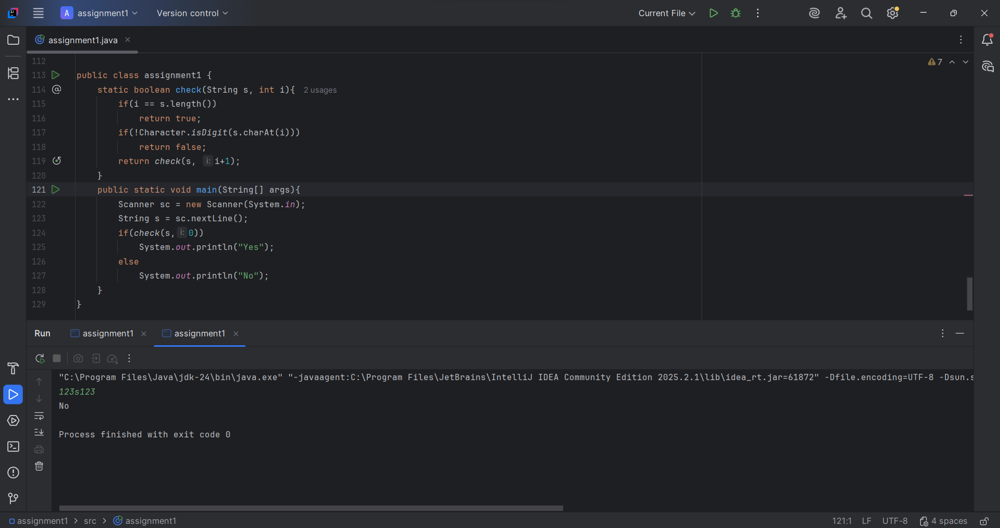 A assignment1 Version control Current File
assignment1.java
112
7
113 public class assignment1 {
114 @ static boolean check(String s, int i){ 2 usages
115 if(i == s.length())
116 return true;
117 if(!Character.isDigit(s.charAt(i)))
118 return false;
119 return check(s, i: i+1);
120 }
121 public static void main(String[] args){
122 Scanner sc = new Scanner(System.in);
123 String s = sc.nextLine();
124 if(check(s, i: 0))
125 System.out.println("Yes");
126 else
127 System.out.println("No");
128 }
129 }
Run assignment1 assignment1
"C:\Program Files\Java\jdk-24\bin\java.exe" "-javaagent:C:\Program Files\JetBrains\IntelliJ IDEA Community Edition 2025.2.1\lib\idea_rt.jar=61872" -Dfile.encoding=UTF-8 -Dsun.s
123s123
No
Process finished with exit code 0
assignment1 > src > assignment1 121:1 LF UTF-8 4 spaces